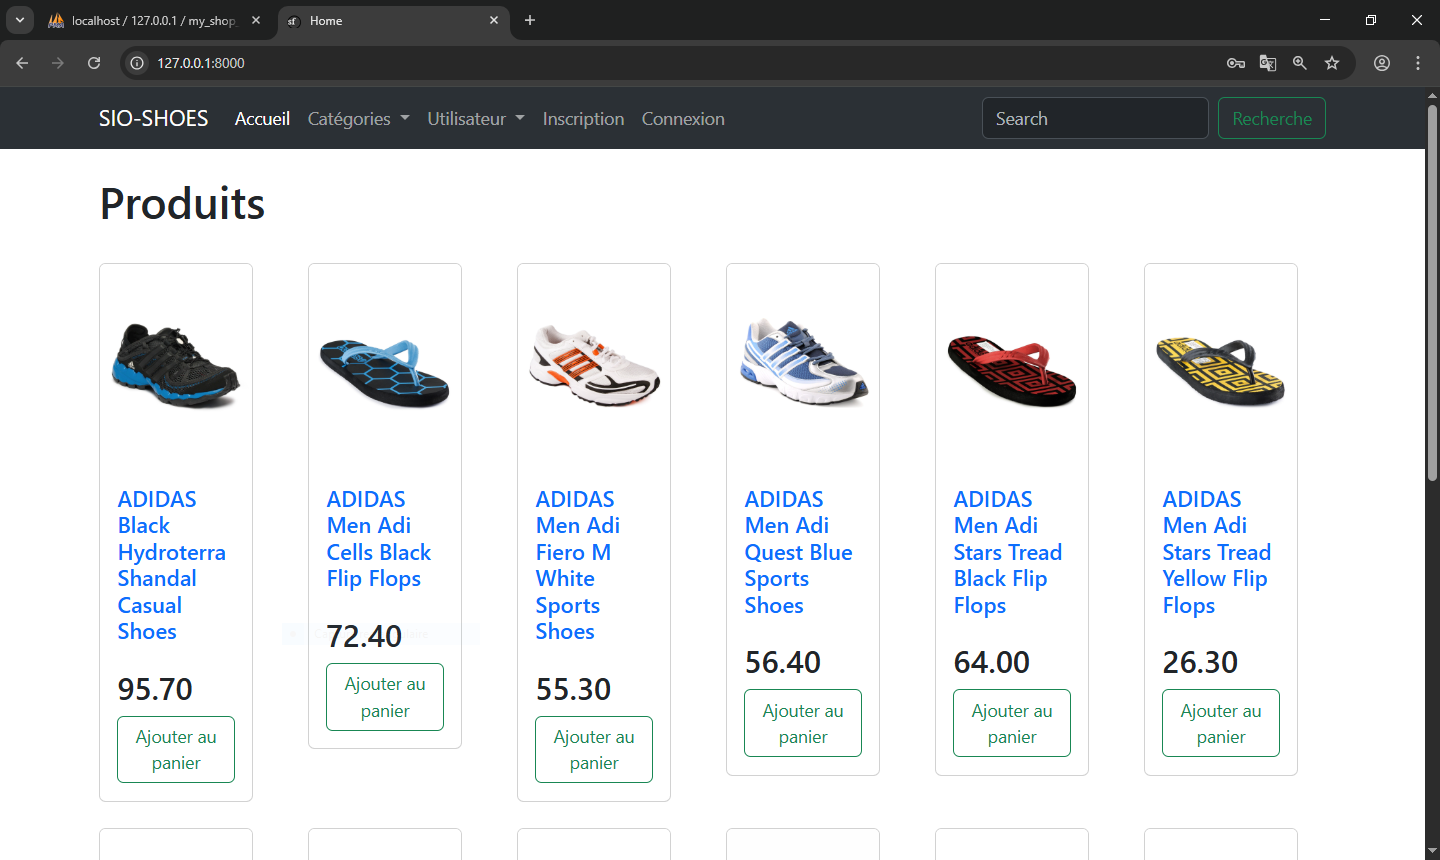 localhost / 127.0.0.1 / my_shop
Home
127.0.0.1:8000
SIO-SHOES
Accueil
Catégories
Utilisateur
Inscription
Connexion
Search
Recherche
Produits
ADIDAS
Black
Hydroterra
Shandal
Casual
Shoes
95.70
Ajouter au
panier
ADIDAS
Men Adi
Cells Black
Flip Flops
72.40
Ajouter au
panier
ADIDAS
Men Adi
Fiero M
White
Sports
Shoes
55.30
Ajouter au
panier
ADIDAS
Men Adi
Quest Blue
Sports
Shoes
56.40
Ajouter au
panier
ADIDAS
Men Adi
Stars Tread
Black Flip
Flops
64.00
Ajouter au
panier
ADIDAS
Men Adi
Stars Tread
Yellow Flip
Flops
26.30
Ajouter au
panier